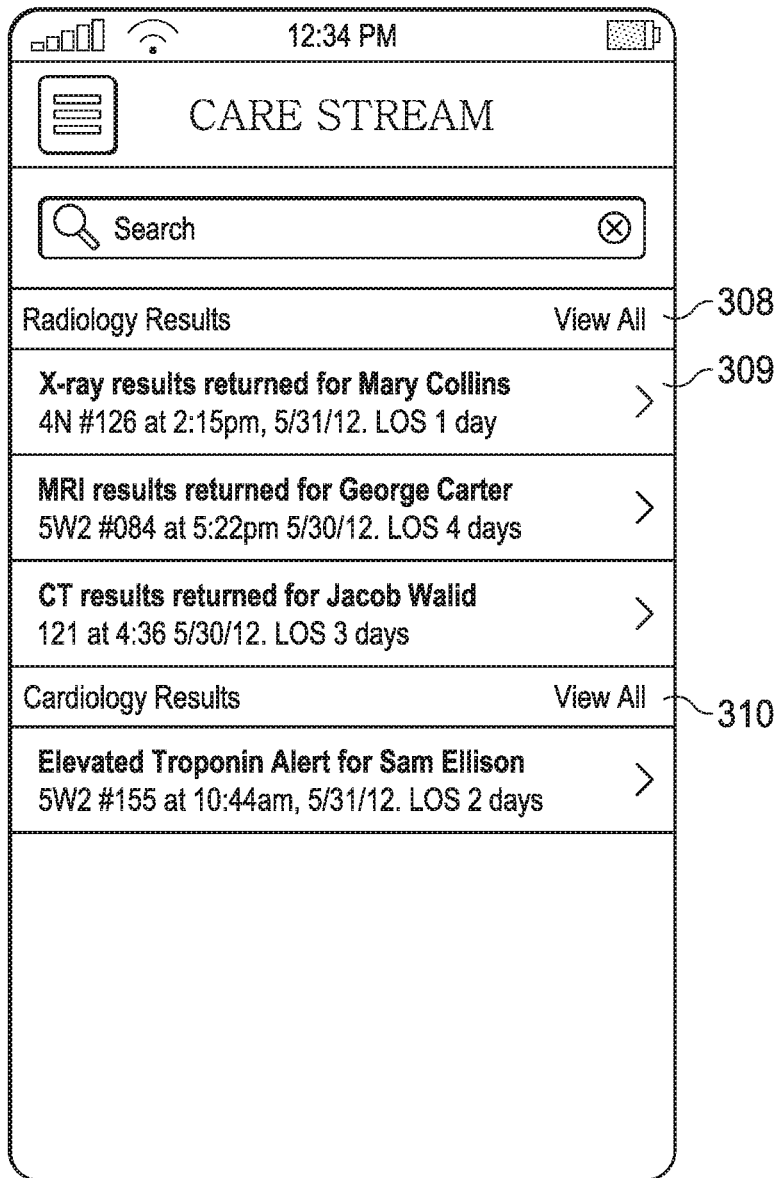 12:34 PM
CARE STREAM
Search
Radiology Results View All 308
X-ray results returned for Mary Collins 309
4N #126 at 2:15pm, 5/31/12. LOS 1 day
MRI results returned for George Carter
5W2 #084 at 5:22pm 5/30/12. LOS 4 days
CT results returned for Jacob Walid
121 at 4:36 5/30/12. LOS 3 days
Cardiology Results View All 310
Elevated Troponin Alert for Sam Ellison
5W2 #155 at 10:44am, 5/31/12. LOS 2 days